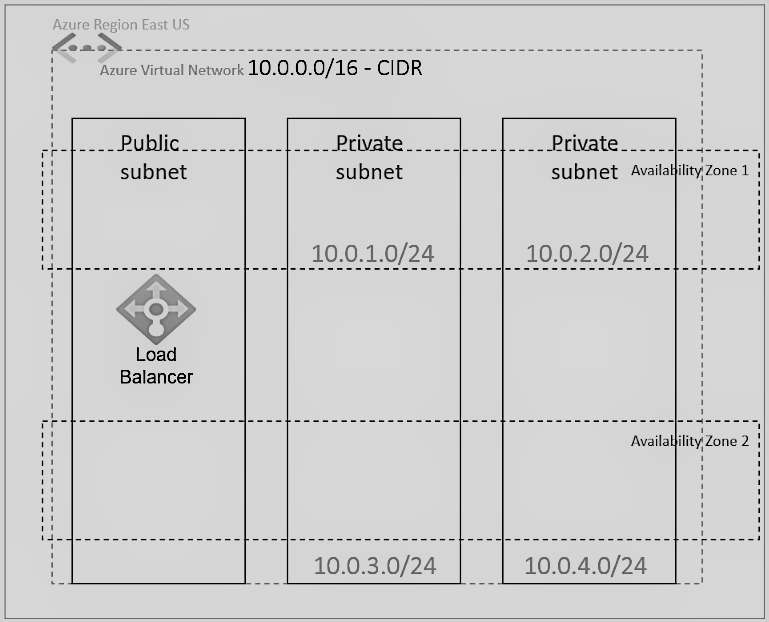 Azure Region East US
Azure Virtual Network 10.0.0.0/16 - CIDR
Public
subnet
Private
subnet
Private
subnet
Availability Zone 1
10.0.1.0/24
10.0.2.0/24
Load
Balancer
Availability Zone 2
10.0.3.0/24
10.0.4.0/24